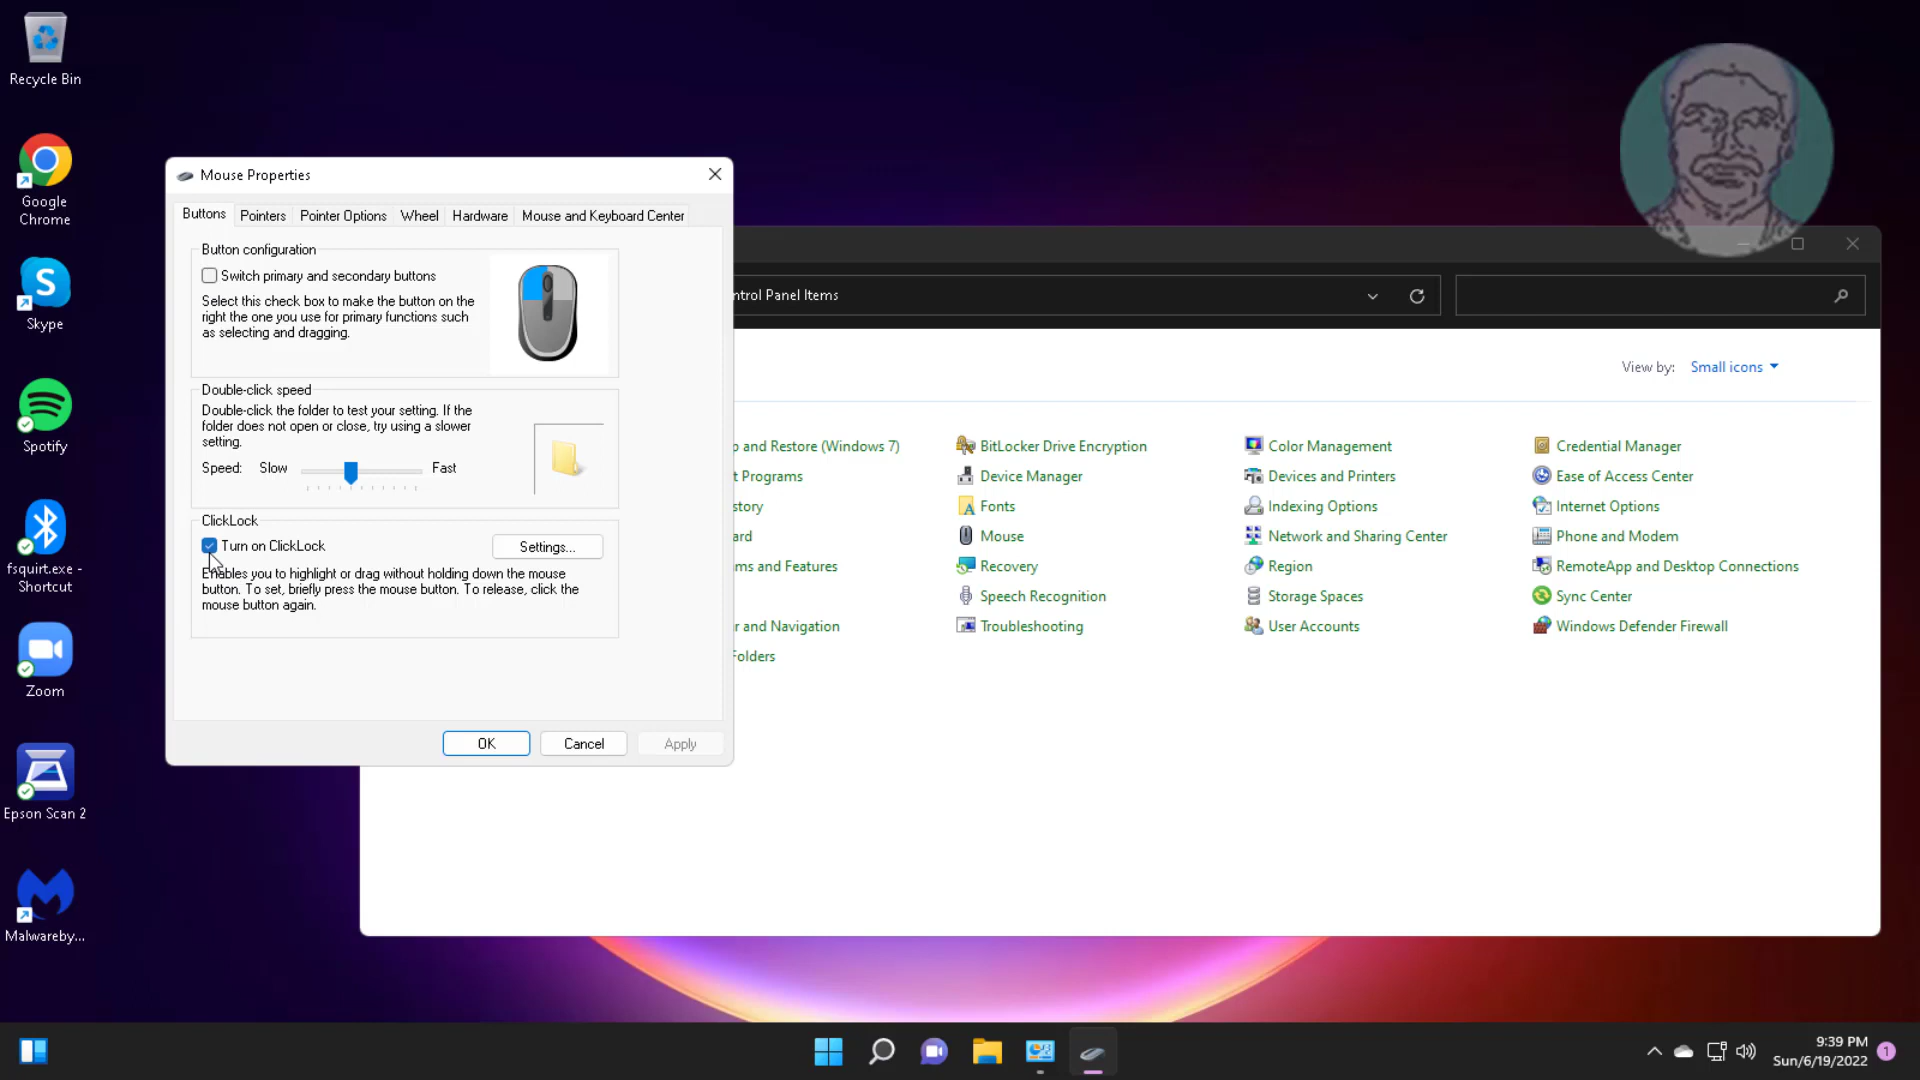 Recycle Bin
Google
Chrome
Skype
Spotify
fsquirt.exe -
Shortcut
Zoom
Epson Scan 2
Malwareby...
Mouse Properties
Buttons
Pointers
Pointer Options
Wheel
Hardware
Mouse and Keyboard Center
Button configuration
Switch primary and secondary buttons
Select this check box to make the button on the
right the one you use for primary functions such
as selecting and dragging.
Double-click speed
Double-click the folder to test your setting. If the
folder does not open or close, try using a slower
setting.
Speed: Slow Fast
ClickLock
Turn on ClickLock
Settings...
Enables you to highlight or drag without holding down the mouse
button. To set, briefly press the mouse button. To release, click the
mouse button again.
OK
Cancel
Apply
ntrol Panel Items
View by: Small icons
p and Restore (Windows 7)
BitLocker Drive Encryption
Color Management
Credential Manager
t Programs
Device Manager
Devices and Printers
Ease of Access Center
story
Fonts
Indexing Options
Internet Options
ard
Mouse
Network and Sharing Center
Phone and Modem
ms and Features
Recovery
Region
RemoteApp and Desktop Connections
Speech Recognition
Storage Spaces
Sync Center
r and Navigation
Troubleshooting
User Accounts
Windows Defender Firewall
Folders
9:39 PM
Sun/6/19/2022
1